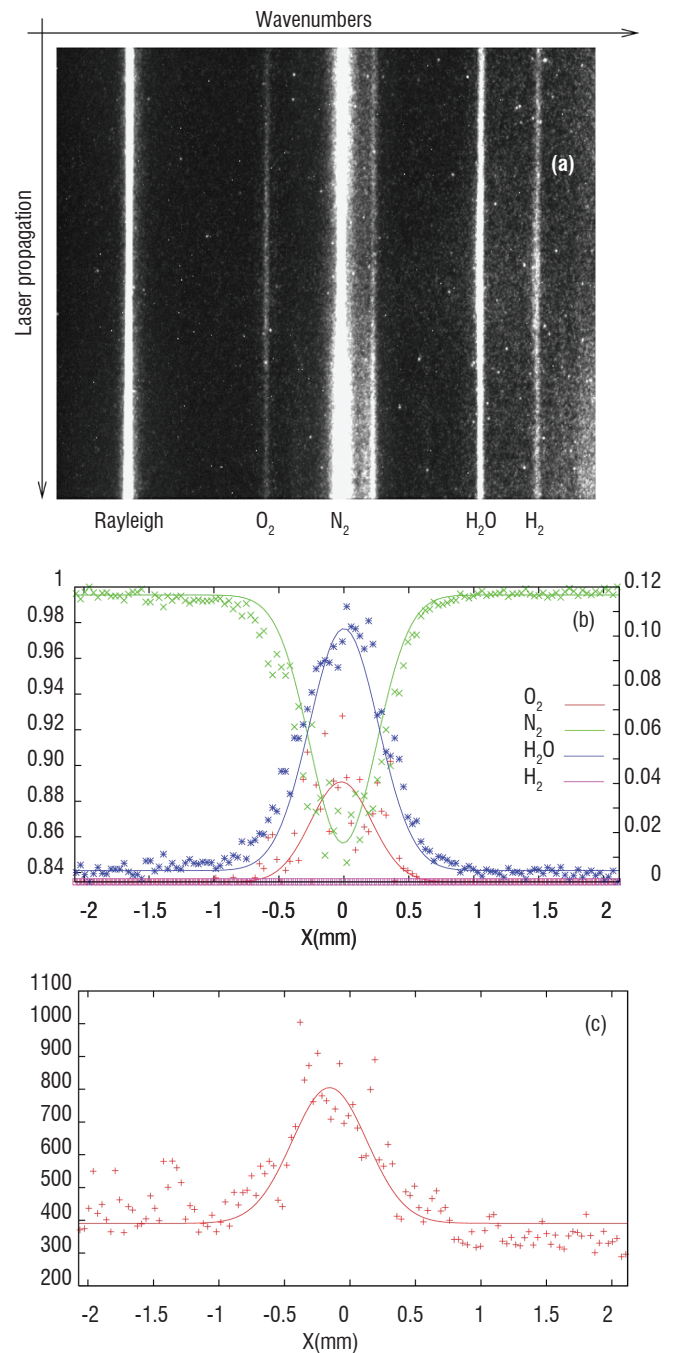 Wavenumbers
Laser propagation
(a)
Rayleigh O₂ N₂ H₂O H₂
1 0.12
(b)
0.98
0.10
0.96
0.08
0.94
O₂
N₂
0.92 0.06
H₂O
0.90
H₂
0.04
0.88
0.86 0.02
0.84 0
-2 -1.5 -1 -0.5 0 0.5 1 1.5 2
X(mm)
1100
1000 (c)
900
800
700
600
500
400
300
200
-2 -1.5 -1 -0.5 0 0.5 1 1.5 2
X(mm)